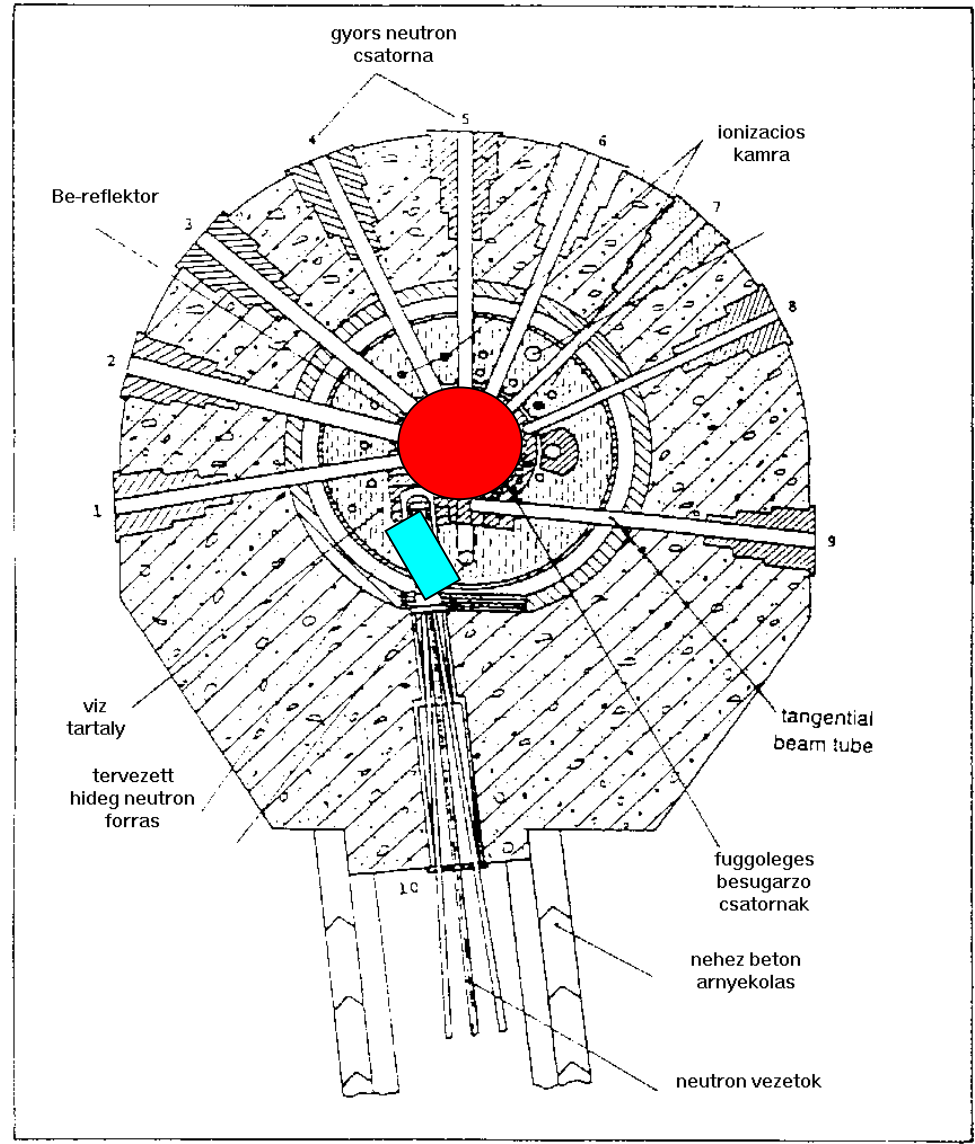 gyors neutron
csatorna
5
4
6
ionizacios
kamra
Be-reflektor
3
7
8
2
1
9
viz
tartaly
tangential
beam tube
tervezett
hideg neutron
forras
fuggoleges
besugarzo
csatornak
10
nehez beton
arnyekolas
neutron vezetok